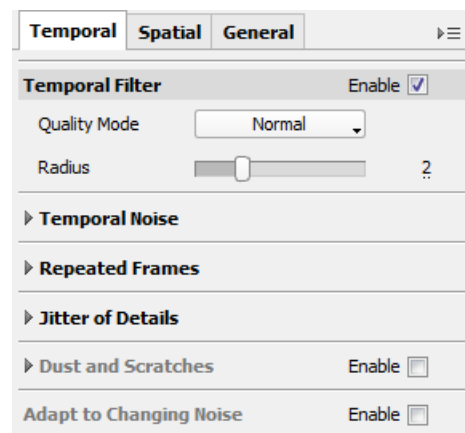 Temporal Spatial General
Temporal Filter Enable
Quality Mode Normal
Radius 2
Temporal Noise
Repeated Frames
Jitter of Details
Dust and Scratches Enable
Adapt to Changing Noise Enable